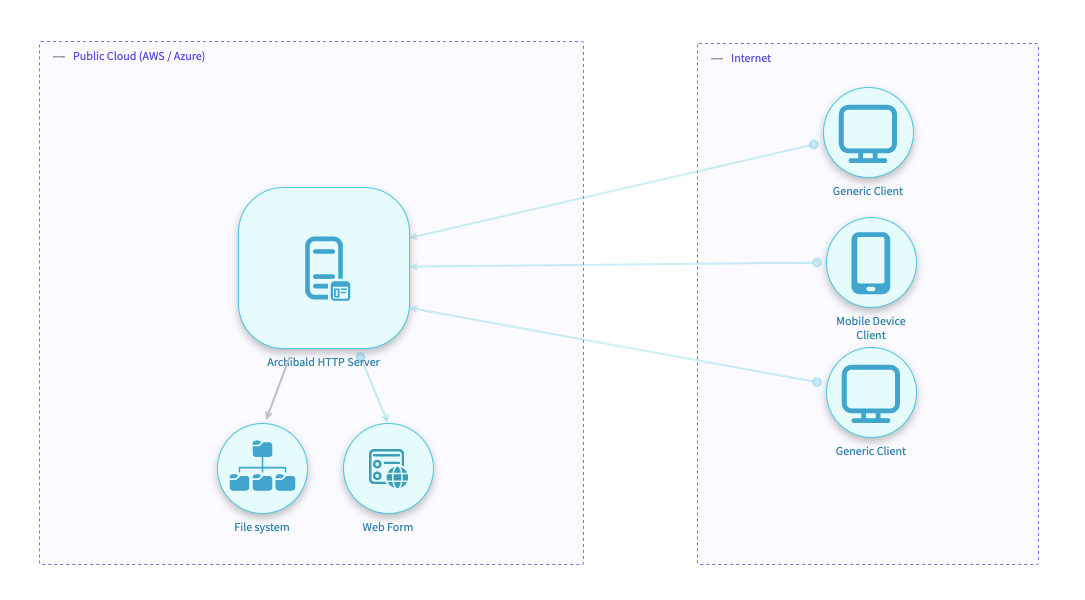 Public Cloud (AWS / Azure)
Internet
Generic Client
Mobile Device
Client
Archibald HTTP Server
Generic Client
File system
Web Form